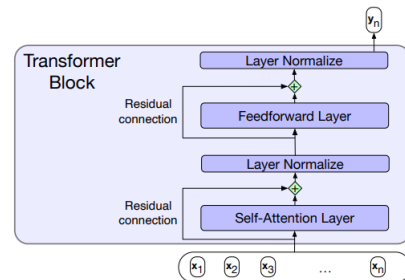 yn
Transformer
Block
Layer Normalize
+
Residual
connection
Feedforward Layer
Layer Normalize
+
Residual
connection
Self-Attention Layer
x1 x2 x3 ... xn